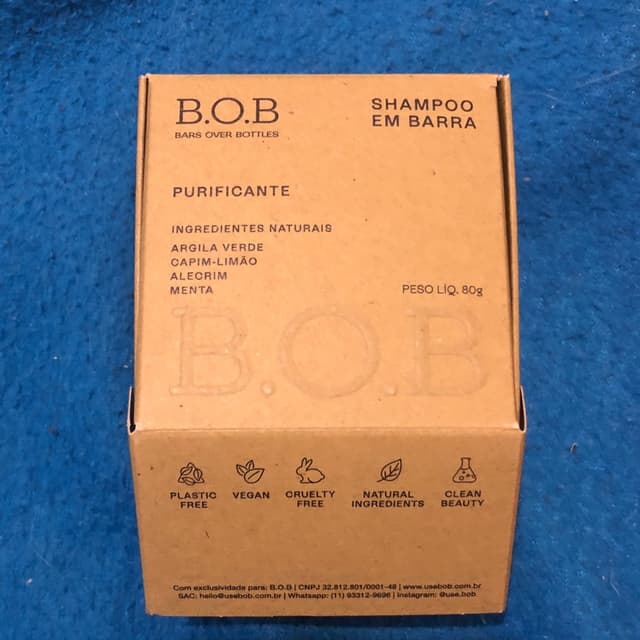 B.O.B
BARS OVER BOTTLES
SHAMPOO
EM BARRA
PURIFICANTE
INGREDIENTES NATURAIS
ARGILA VERDE
CAPIM-LIMÃO
ALECRIM
MENTA
PESO LÍQ. 80g
B.O.B
PLASTIC
FREE
VEGAN
CRUELTY
FREE
NATURAL
INGREDIENTS
CLEAN
BEAUTY
Com exclusividade para: B.O.B | CNPJ 32.812.801/0001-48 | www.usebob.com.br
SAC: hello@usebob.com.br | Whatsapp: (11) 93312-9696 | Instagram: @use.bob